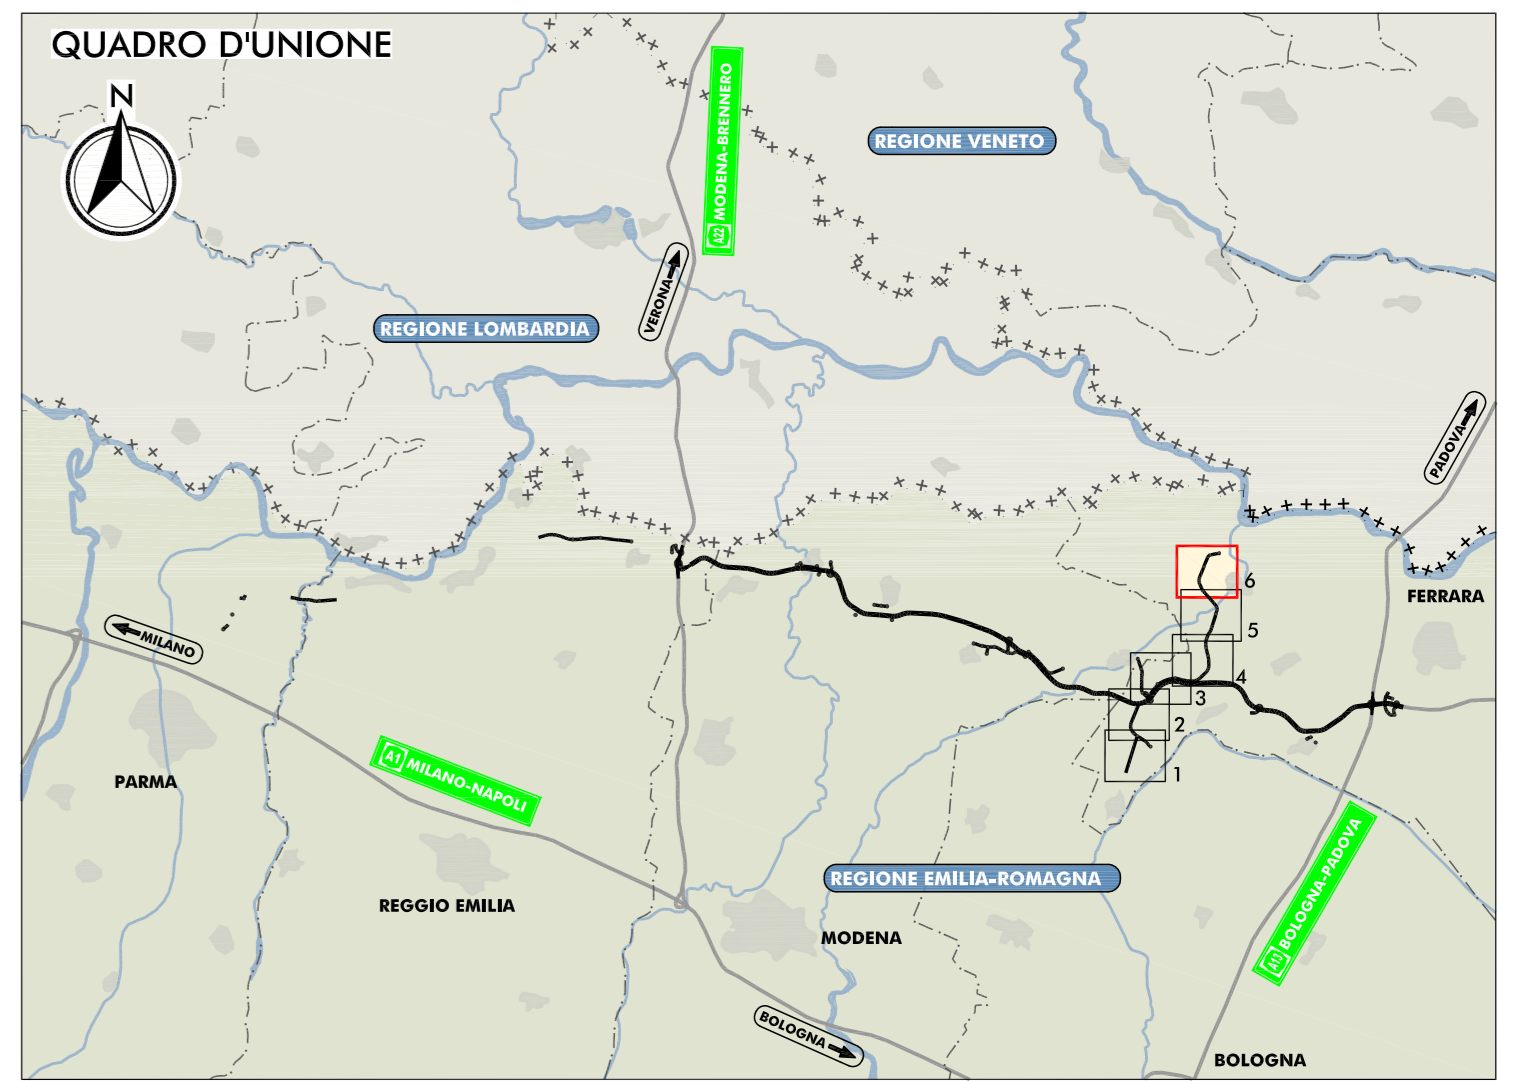 QUADRO D'UNIONE
N
A22 MODENA-BRENNERO
REGIONE VENETO
VERONA
REGIONE LOMBARDIA
PADOVA
6
FERRARA
5
MILANO
4
3
2
1
A1 MILANO-NAPOLI
PARMA
A13 BOLOGNA-PADOVA
REGIONE EMILIA-ROMAGNA
REGGIO EMILIA
MODENA
BOLOGNA
BOLOGNA